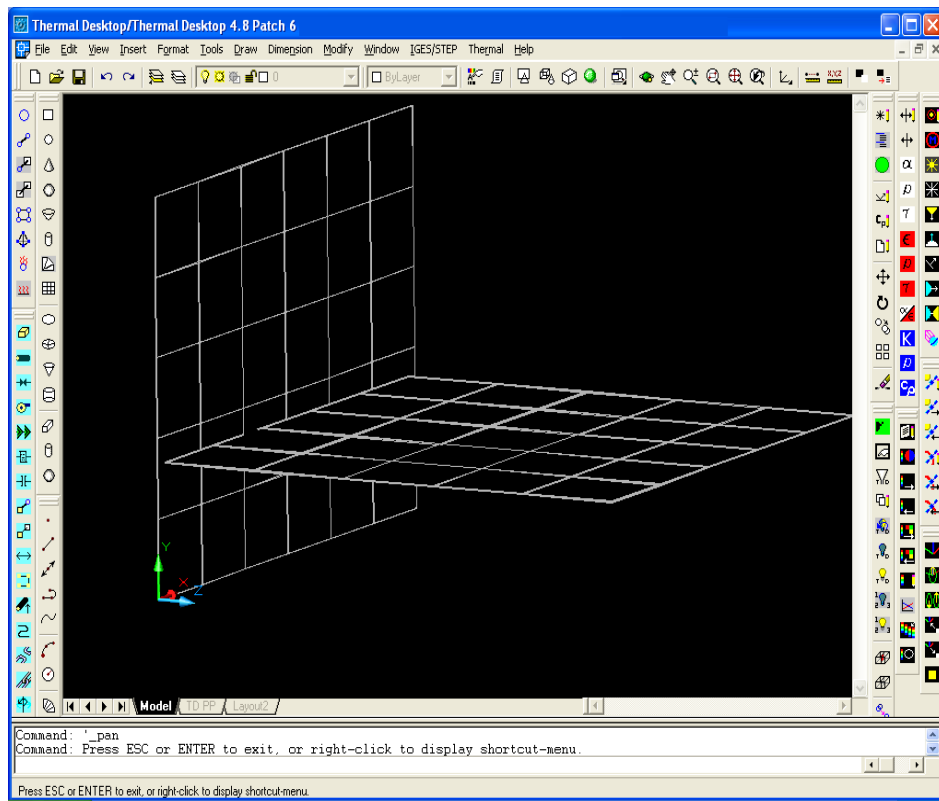 Thermal Desktop/Thermal Desktop 4.8 Patch 6
File Edit View Insert Format Tools Draw Dimension Modify Window IGES/STEP Thermal Help
0 ByLayer
Y
X
Z
Model TD PP Layout2
Command: '_pan
Command: Press ESC or ENTER to exit, or right-click to display shortcut-menu.
Press ESC or ENTER to exit, or right-click to display shortcut-menu.